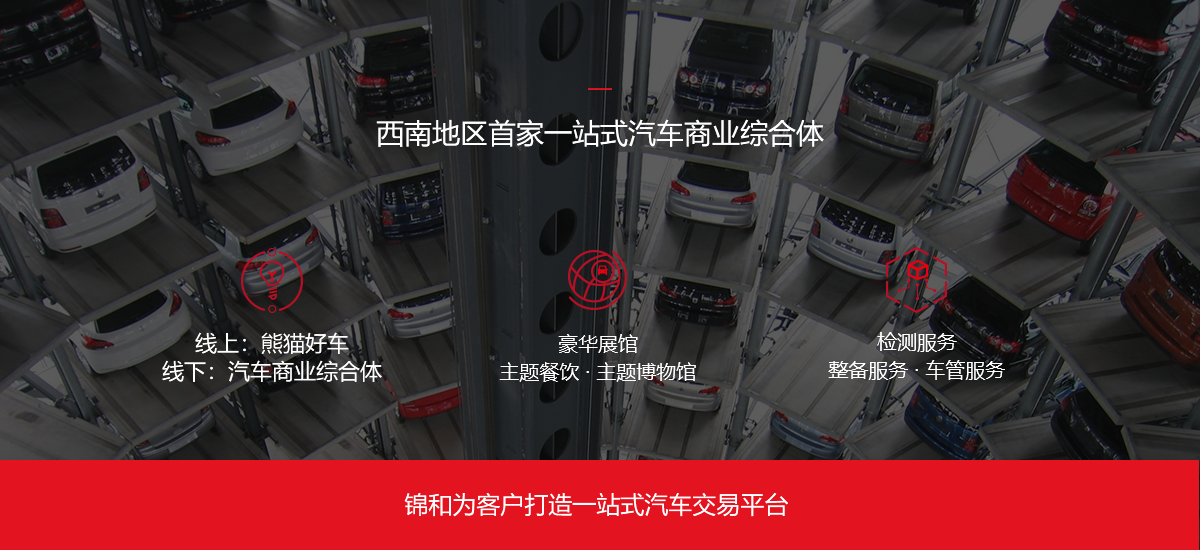 西南地区首家一站式汽车商业综合体
线上：熊猫好车
线下：汽车商业综合体
豪华展馆
主题餐饮 · 主题博物馆
检测服务
整备服务 · 车管服务
锦和为客户打造一站式汽车交易平台